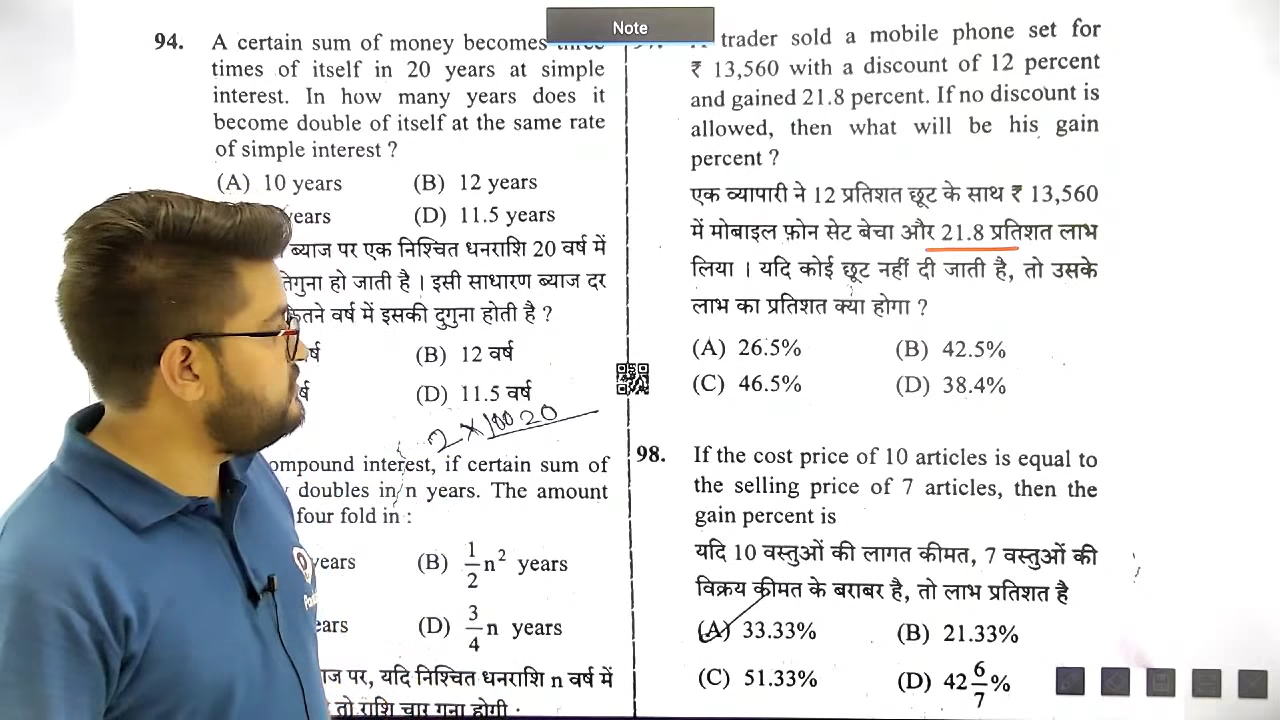 Note
94. A certain sum of money becomes three
times of itself in 20 years at simple
interest. In how many years does it
become double of itself at the same rate
of simple interest ?
(A) 10 years (B) 12 years
years (D) 11.5 years
ब्याज पर एक निश्चित धनराशि 20 वर्ष में
तिगुना हो जाती है । इसी साधारण ब्याज दर
कितने वर्ष में इसकी दुगुना होती है ?
(B) 12 वर्ष
(D) 11.5 वर्ष
2 × 100 20
ompound interest, if certain sum of
doubles in n years. The amount
four fold in :
years (B) 1/2 n² years
ears (D) 3/4 n years
ाज पर, यदि निश्चित धनराशि n वर्ष में
तो राशि चार गुना होगी :
trader sold a mobile phone set for
₹ 13,560 with a discount of 12 percent
and gained 21.8 percent. If no discount is
allowed, then what will be his gain
percent ?
एक व्यापारी ने 12 प्रतिशत छूट के साथ ₹ 13,560
में मोबाइल फ़ोन सेट बेचा और 21.8 प्रतिशत लाभ
लिया । यदि कोई छूट नहीं दी जाती है, तो उसके
लाभ का प्रतिशत क्या होगा ?
(A) 26.5% (B) 42.5%
(C) 46.5% (D) 38.4%
98. If the cost price of 10 articles is equal to
the selling price of 7 articles, then the
gain percent is
यदि 10 वस्तुओं की लागत कीमत, 7 वस्तुओं की
विक्रय कीमत के बराबर है, तो लाभ प्रतिशत है
(A) 33.33% (B) 21.33%
(C) 51.33% (D) 42 6/7 %